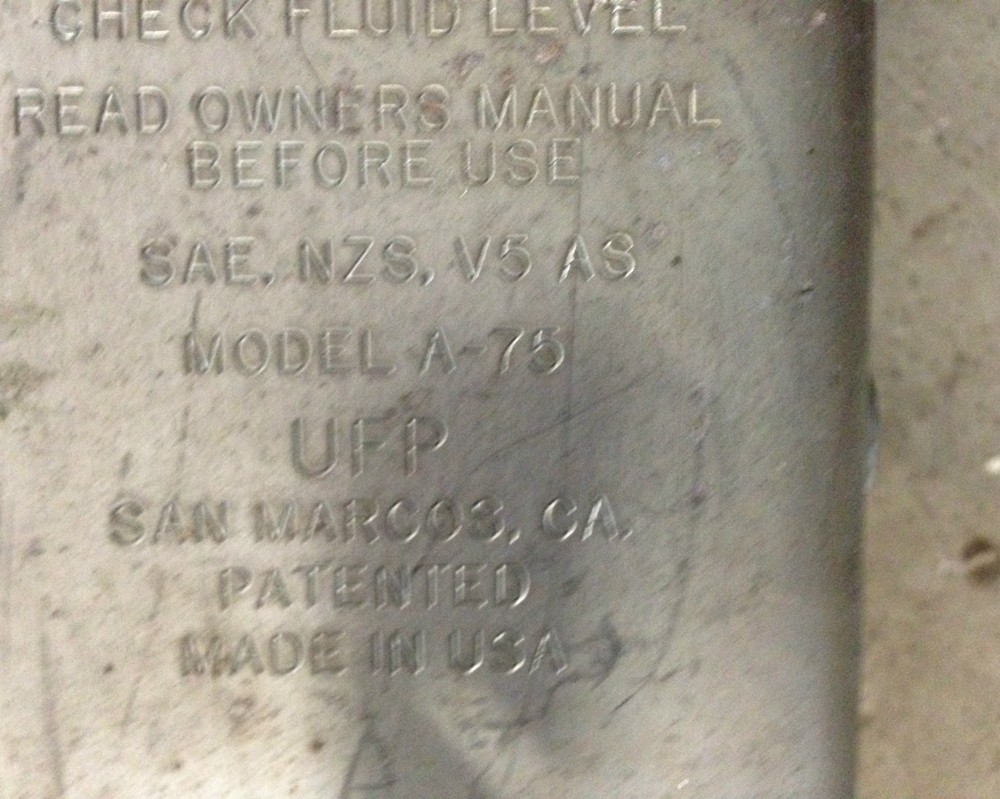 CHECK FLUID LEVEL
READ OWNERS MANUAL
BEFORE USE
SAE, NZS, V5 AS
MODEL A-75
UFP
SAN MARCOS, CA.
PATENTED
MADE IN USA